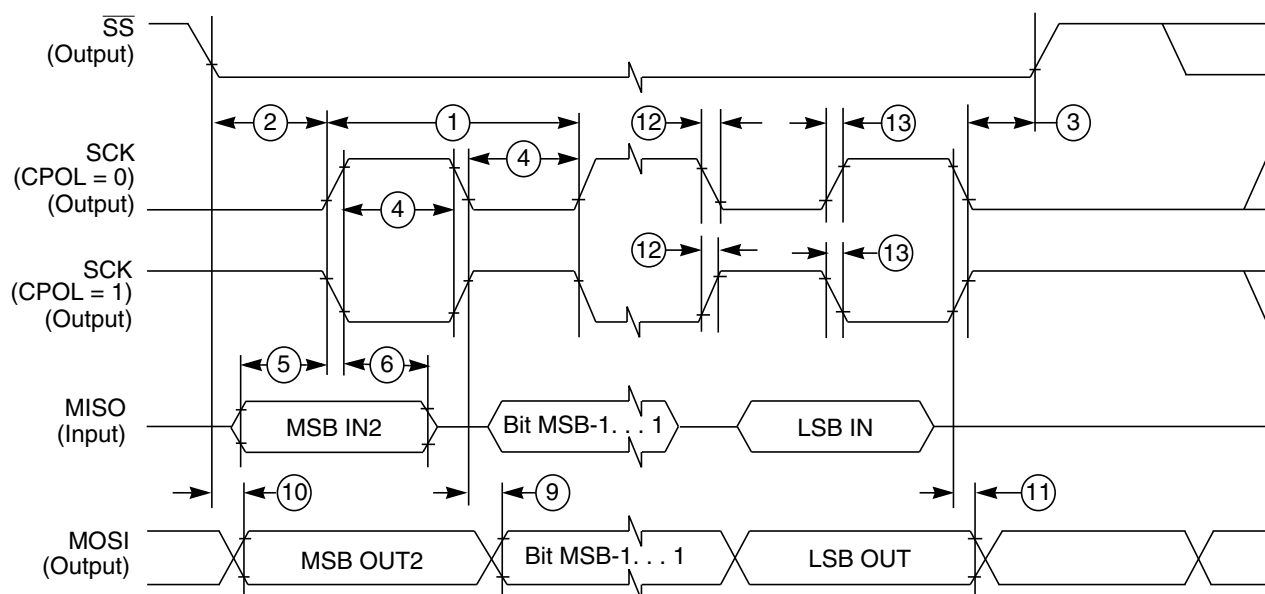 SS
(Output)
2
1
12
13
3
SCK
(CPOL = 0)
(Output)
4
4
SCK
(CPOL = 1)
(Output)
12
13
5
6
MISO
(Input)
MSB IN2
Bit MSB-1. . . 1
LSB IN
10
9
11
MOSI
(Output)
MSB OUT2
Bit MSB-1. . . 1
LSB OUT